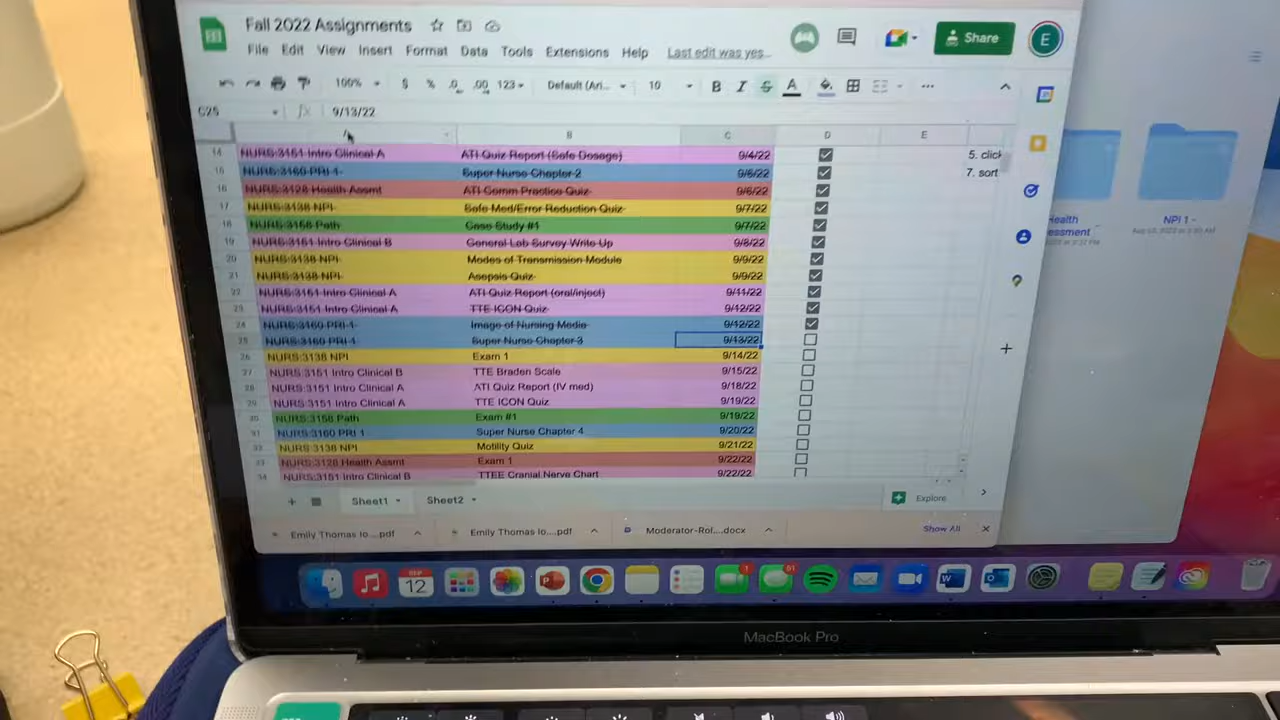 Fall 2022 Assignments
File Edit View Insert Format Data Tools Extensions Help Last edit was yes...
Share E
100% $ % .0 .00 123 Default (Ari... 10 B I S A
C25 fx 9/13/22
A B C D E
14 NURS:3151 Intro Clinical A ATI Quiz Report (Safe Dosage) 9/4/22 5. click
15 NURS:3160 PRI 1 Super Nurse Chapter 2 9/6/22 7. sort
16 NURS:3128 Health Assmt ATI Comm Practice Quiz 9/6/22
17 NURS:3138 NPI Safe Med/Error Reduction Quiz 9/7/22
18 NURS:3158 Path Case Study #1 9/7/22
19 NURS:3151 Intro Clinical B General Lab Survey Write Up 9/8/22
20 NURS:3138 NPI Modes of Transmission Module 9/9/22
21 NURS:3138 NPI Asepsis Quiz 9/9/22
22 NURS:3151 Intro Clinical A ATI Quiz Report (oral/inject) 9/11/22
23 NURS:3151 Intro Clinical A TTE ICON Quiz 9/12/22
24 NURS:3160 PRI 1 Image of Nursing Media 9/12/22
25 NURS:3160 PRI 1 Super Nurse Chapter 3 9/13/22
26 NURS:3138 NPI Exam 1 9/14/22
27 NURS:3151 Intro Clinical B TTE Braden Scale 9/15/22
28 NURS:3151 Intro Clinical A ATI Quiz Report (IV med) 9/18/22
29 NURS:3151 Intro Clinical A TTE ICON Quiz 9/19/22
30 NURS:3158 Path Exam #1 9/19/22
31 NURS:3160 PRI 1 Super Nurse Chapter 4 9/20/22
32 NURS:3138 NPI Motility Quiz 9/21/22
33 NURS:3128 Health Assmt Exam 1 9/22/22
34 NURS:3151 Intro Clinical B TTEE Cranial Nerve Chart 9/22/22
Sheet1 Sheet2 Explore
Emily Thomas Io....pdf Emily Thomas Io....pdf Moderator-Rol....docx Show All
Health
essment
NPI 1 -
SEP
12
1
51
MacBook Pro